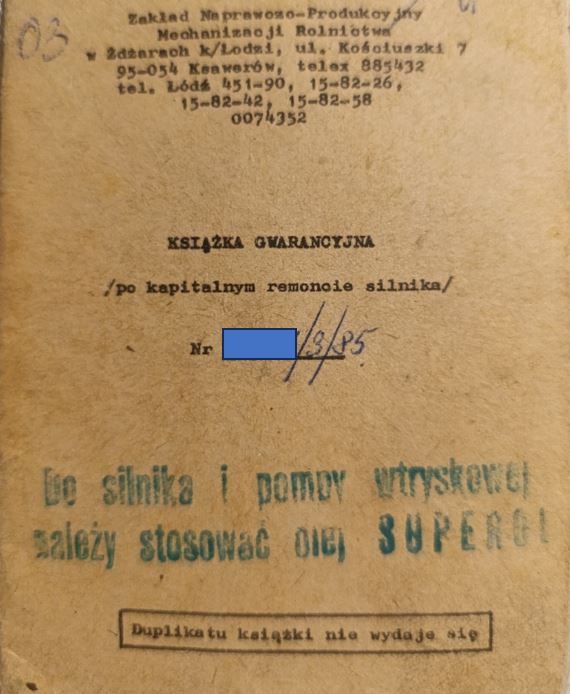 03
Zakład Naprawczo-Produkcyjny
Mechanizacji Rolnictwa
w Żdżarach k/Łodzi, ul. Kościuszki 7
95-054 Ksawerów, telex 885432
tel. Łódź 451-90, 15-82-26,
15-82-42, 15-82-58
0074352
KSIĄŻKA GWARANCYJNA
/po kapitalnym remoncie silnika/
Nr /3/85
Do silnika i pompy wtryskowej
należy stosować olej SUPEROL
Duplikatu książki nie wydaje się